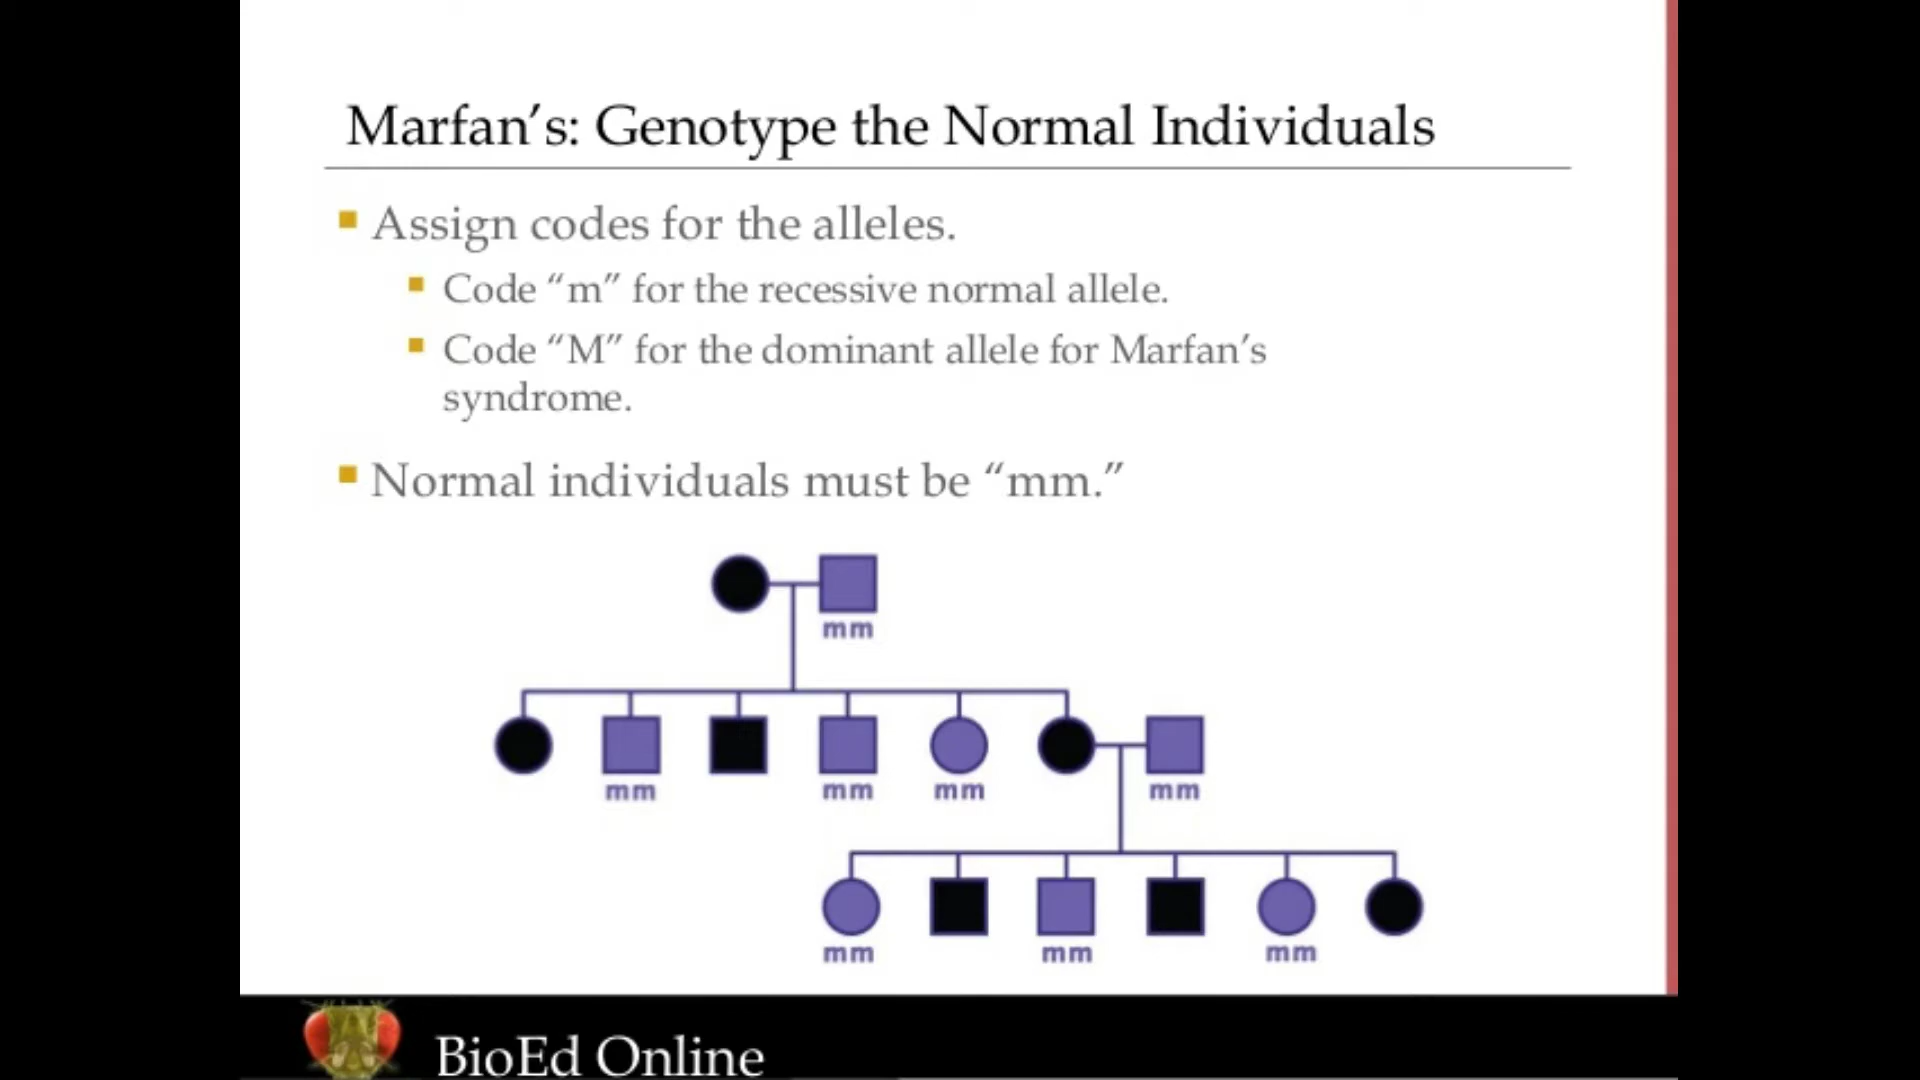 Marfan’s: Genotype the Normal Individuals
Assign codes for the alleles.
Code “m” for the recessive normal allele.
Code “M” for the dominant allele for Marfan’s
syndrome.
Normal individuals must be “mm.”
mm
mm mm mm mm
mm mm mm
BioEd Online